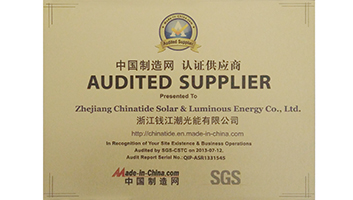 Audited Supplier
中国制造网 认证供应商
AUDITED SUPPLIER
Presented To
Zhejiang Chinatide Solar & Luminous Energy Co., Ltd.
浙江钱江潮光能有限公司
http://chinatide.en.made-in-china.com
In Recognition of Your Site Existence & Business Operations
Audited by SGS-CSTC on 2013-07-12.
Audit Report Serial No.: QIP-ASR1331540
Made-in-China.com
中国制造网
SGS